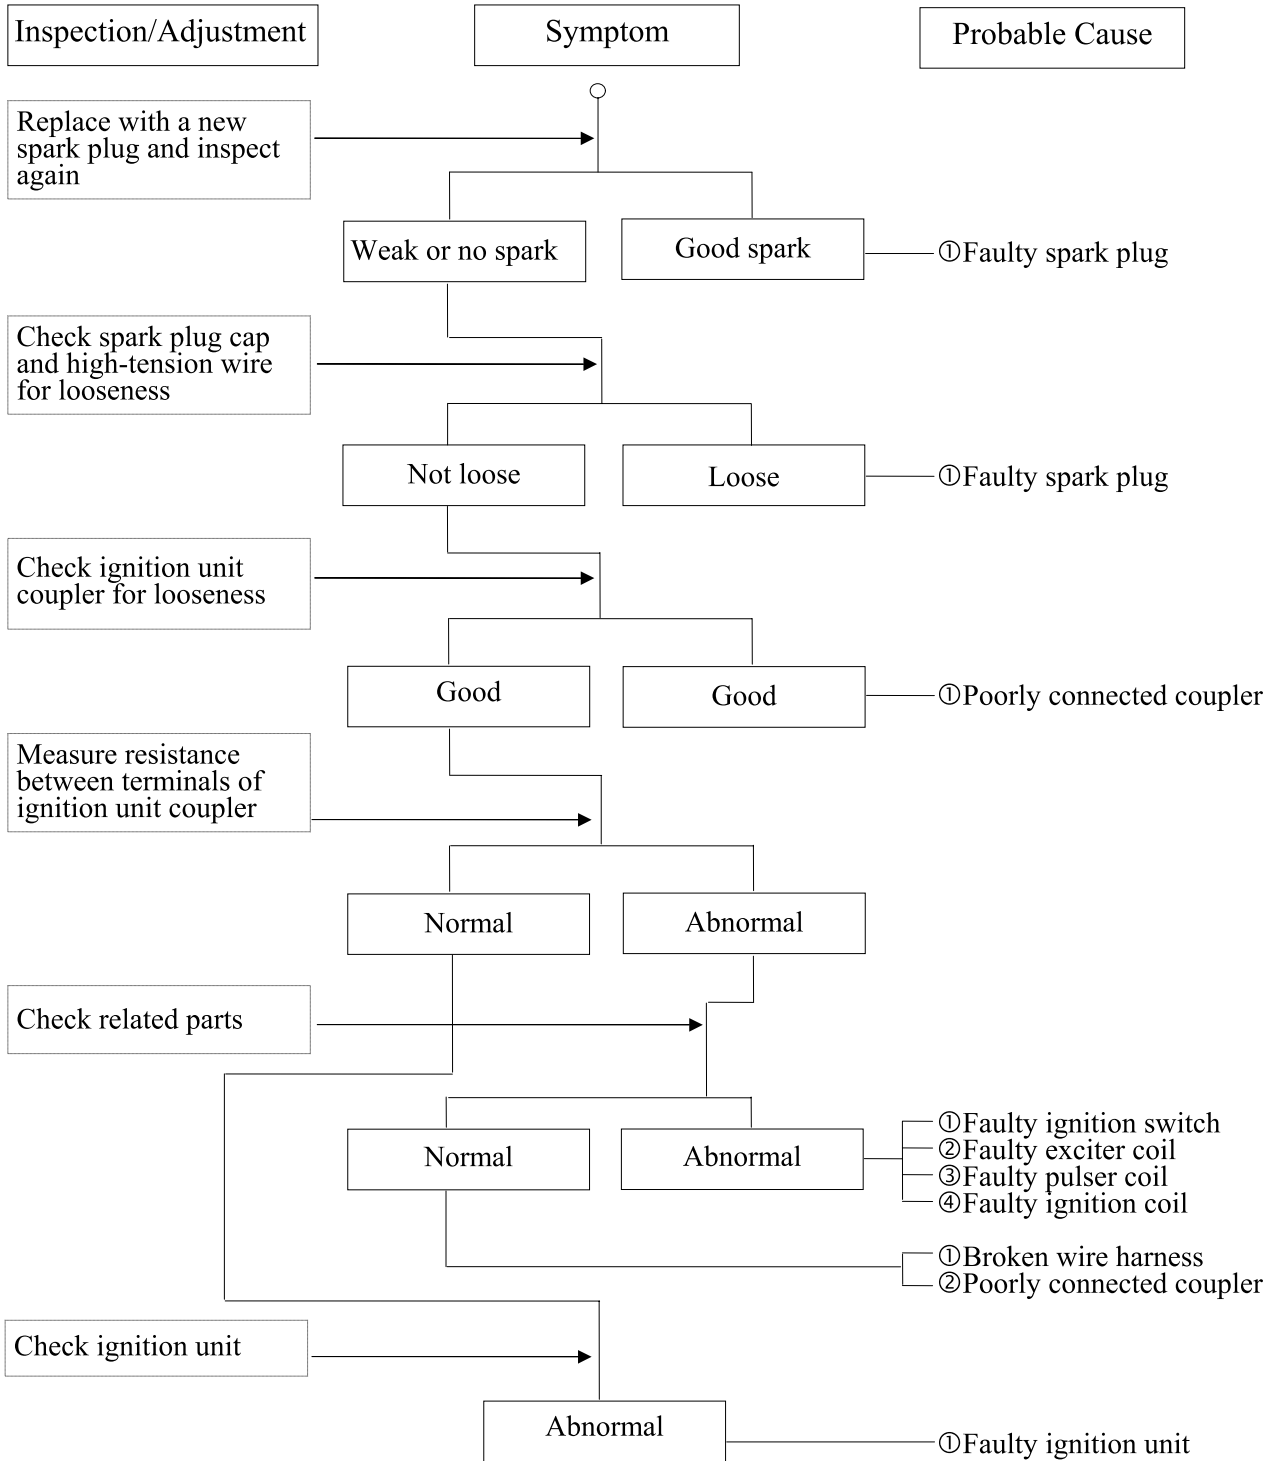 Inspection/Adjustment
Symptom
Probable Cause
Replace with a new
spark plug and inspect
again
Weak or no spark
Good spark
①Faulty spark plug
Check spark plug cap
and high-tension wire
for looseness
Not loose
Loose
①Faulty spark plug
Check ignition unit
coupler for looseness
Good
Good
①Poorly connected coupler
Measure resistance
between terminals of
ignition unit coupler
Normal
Abnormal
Check related parts
Normal
Abnormal
①Faulty ignition switch
②Faulty exciter coil
③Faulty pulser coil
④Faulty ignition coil
①Broken wire harness
②Poorly connected coupler
Check ignition unit
Abnormal
①Faulty ignition unit